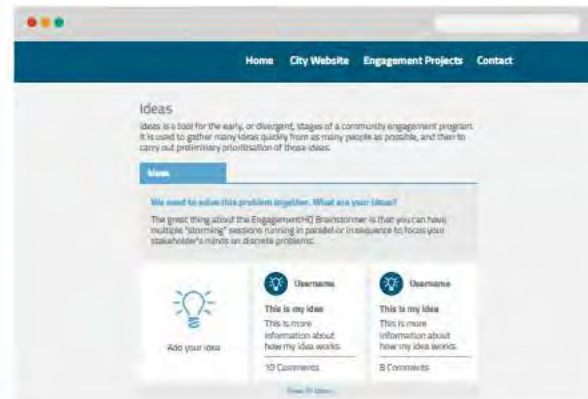 Home City Website Engagement Projects Contact
Ideas
Ideas is a tool for the early, or divergent, stages of a community engagement program.
It is used to gather many ideas quickly from as many people as possible, and then to
carry out preliminary prioritisation of those ideas.
Ideas
We need to solve this problem together. What are your ideas?
The great thing about the EngagementHQ Brainstormer is that you can have
multiple "storming" sessions running in parallel or in sequence to focus your
stakeholder's minds on discrete problems.
Add your idea
Username
This is my idea
This is more
information about
how my idea works.
10 Comments
Username
This is my idea
This is more
information about
how my idea works.
8 Comments